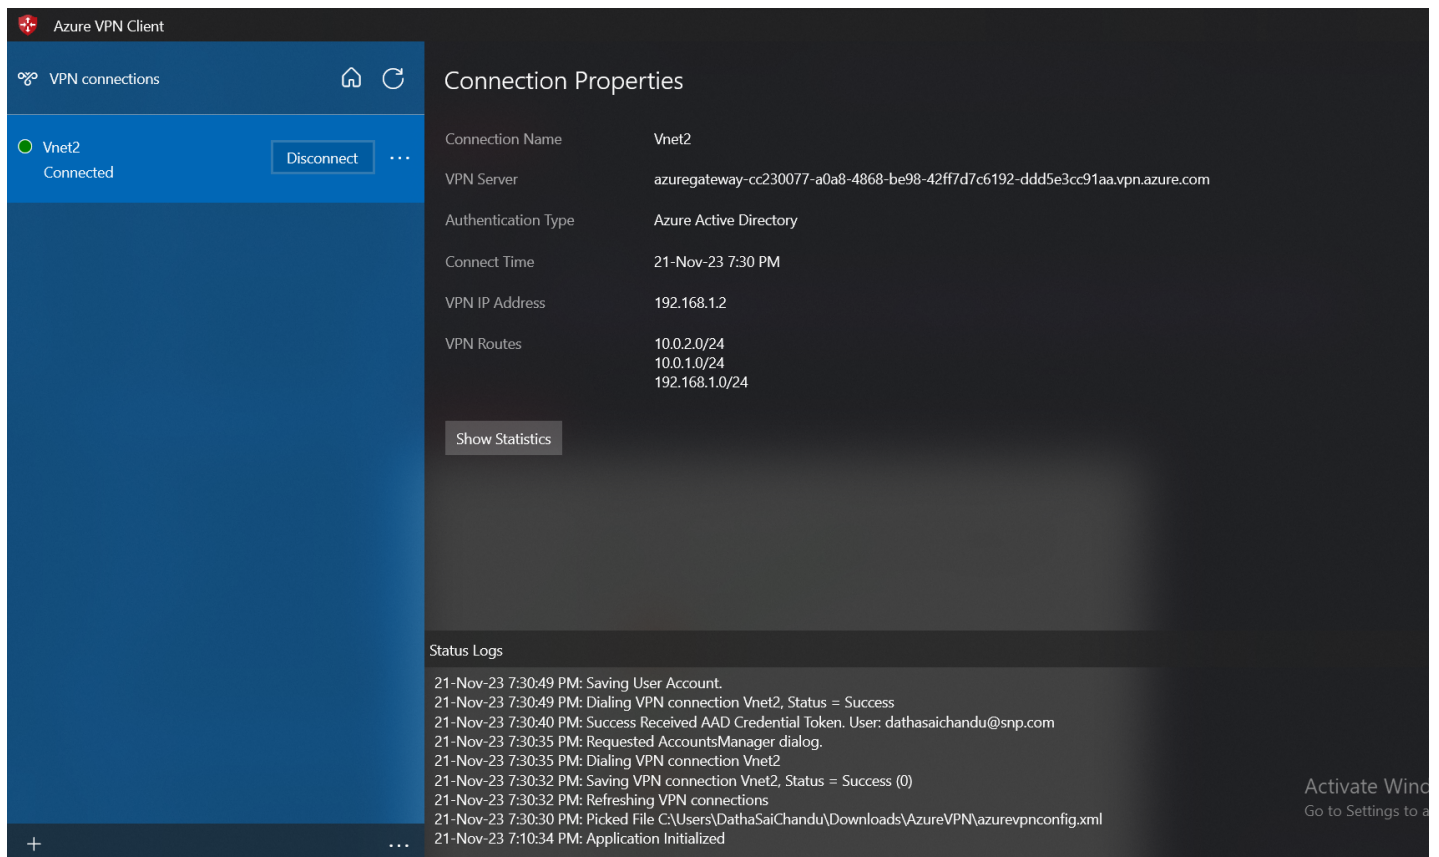 Azure VPN Client
VPN connections
Vnet2
Connected
Disconnect
...
Connection Properties
Connection Name Vnet2
VPN Server azuregateway-cc230077-a0a8-4868-be98-42ff7d7c6192-ddd5e3cc91aa.vpn.azure.com
Authentication Type Azure Active Directory
Connect Time 21-Nov-23 7:30 PM
VPN IP Address 192.168.1.2
VPN Routes 10.0.2.0/24
10.0.1.0/24
192.168.1.0/24
Show Statistics
Status Logs
21-Nov-23 7:30:49 PM: Saving User Account.
21-Nov-23 7:30:49 PM: Dialing VPN connection Vnet2, Status = Success
21-Nov-23 7:30:40 PM: Success Received AAD Credential Token. User: dathasaichandu@snp.com
21-Nov-23 7:30:35 PM: Requested AccountsManager dialog.
21-Nov-23 7:30:35 PM: Dialing VPN connection Vnet2
21-Nov-23 7:30:32 PM: Saving VPN connection Vnet2, Status = Success (0)
21-Nov-23 7:30:32 PM: Refreshing VPN connections
21-Nov-23 7:30:30 PM: Picked File C:\Users\DathaSaiChandu\Downloads\AzureVPN\azurevpnconfig.xml
21-Nov-23 7:10:34 PM: Application Initialized
Activate Wind
Go to Settings to a
+ ...